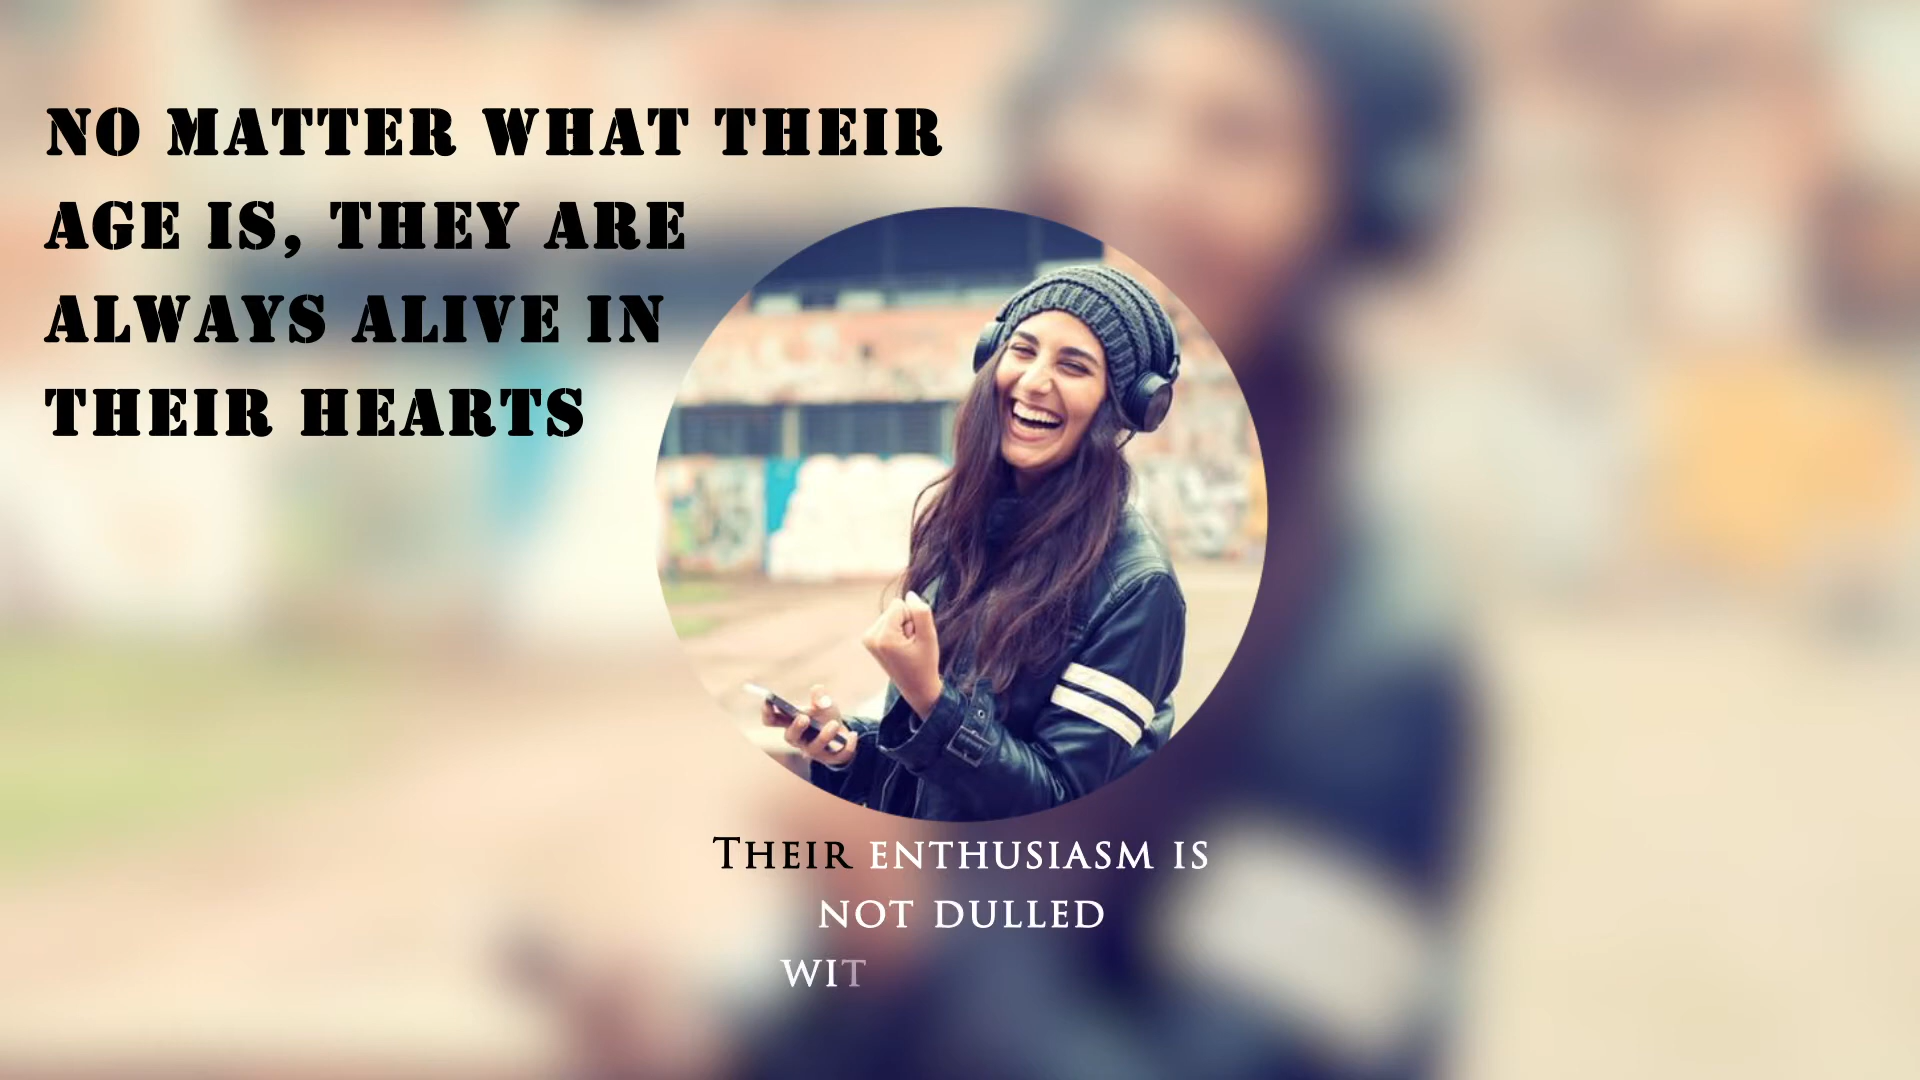 NO MATTER WHAT THEIR
AGE IS, THEY ARE
ALWAYS ALIVE IN
THEIR HEARTS
THEIR ENTHUSIASM IS
NOT DULLED
WIT